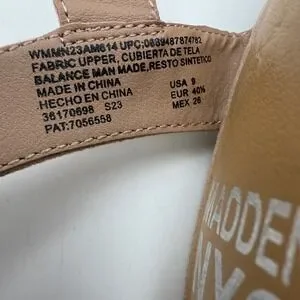 WMMN23AM614 UPC:0639487874782
FABRIC UPPER, CUBIERTA DE TELA
BALANCE MAN MADE,RESTO SINTETICO
MADE IN CHINA USA 9
HECHO EN CHINA EUR 40½
36170698 S23 MEX 26
PAT:7056558
MADDEN
NYC